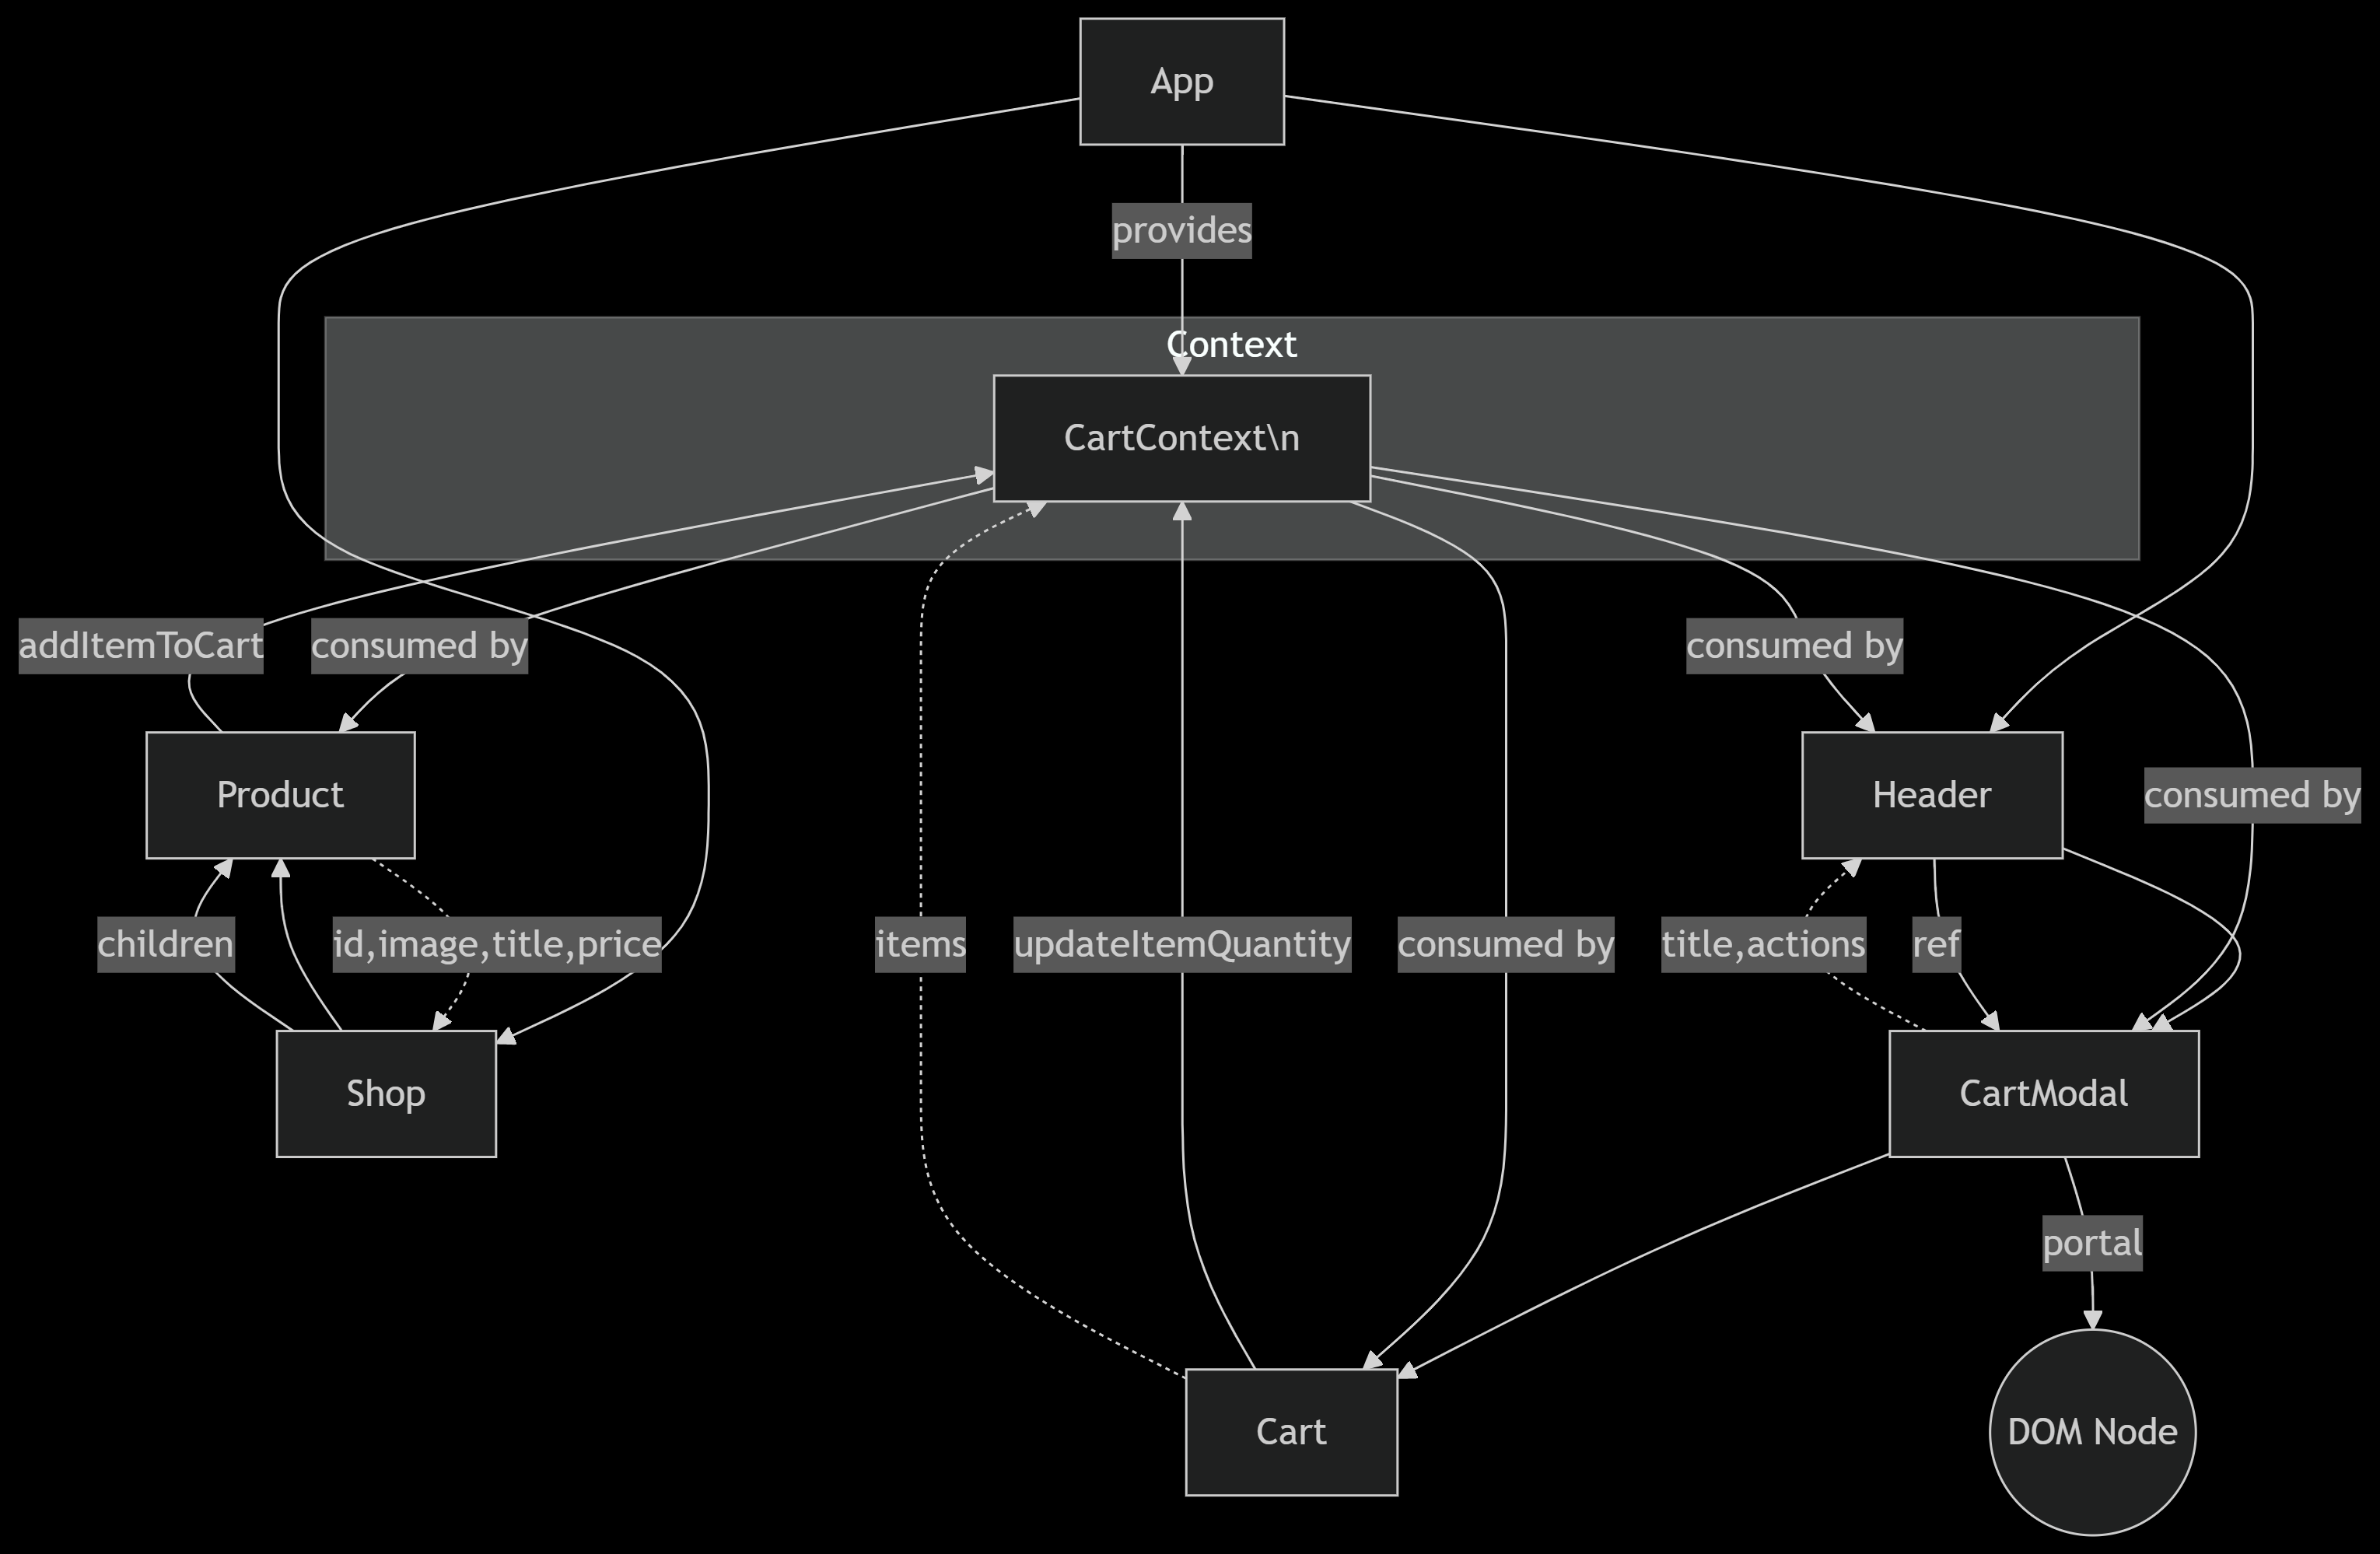 App
provides
Context
CartContext\n
addItemToCart
consumed by
consumed by
Product
Header
consumed by
children
id,image,title,price
items
updateItemQuantity
consumed by
title,actions
ref
Shop
CartModal
portal
Cart
DOM Node